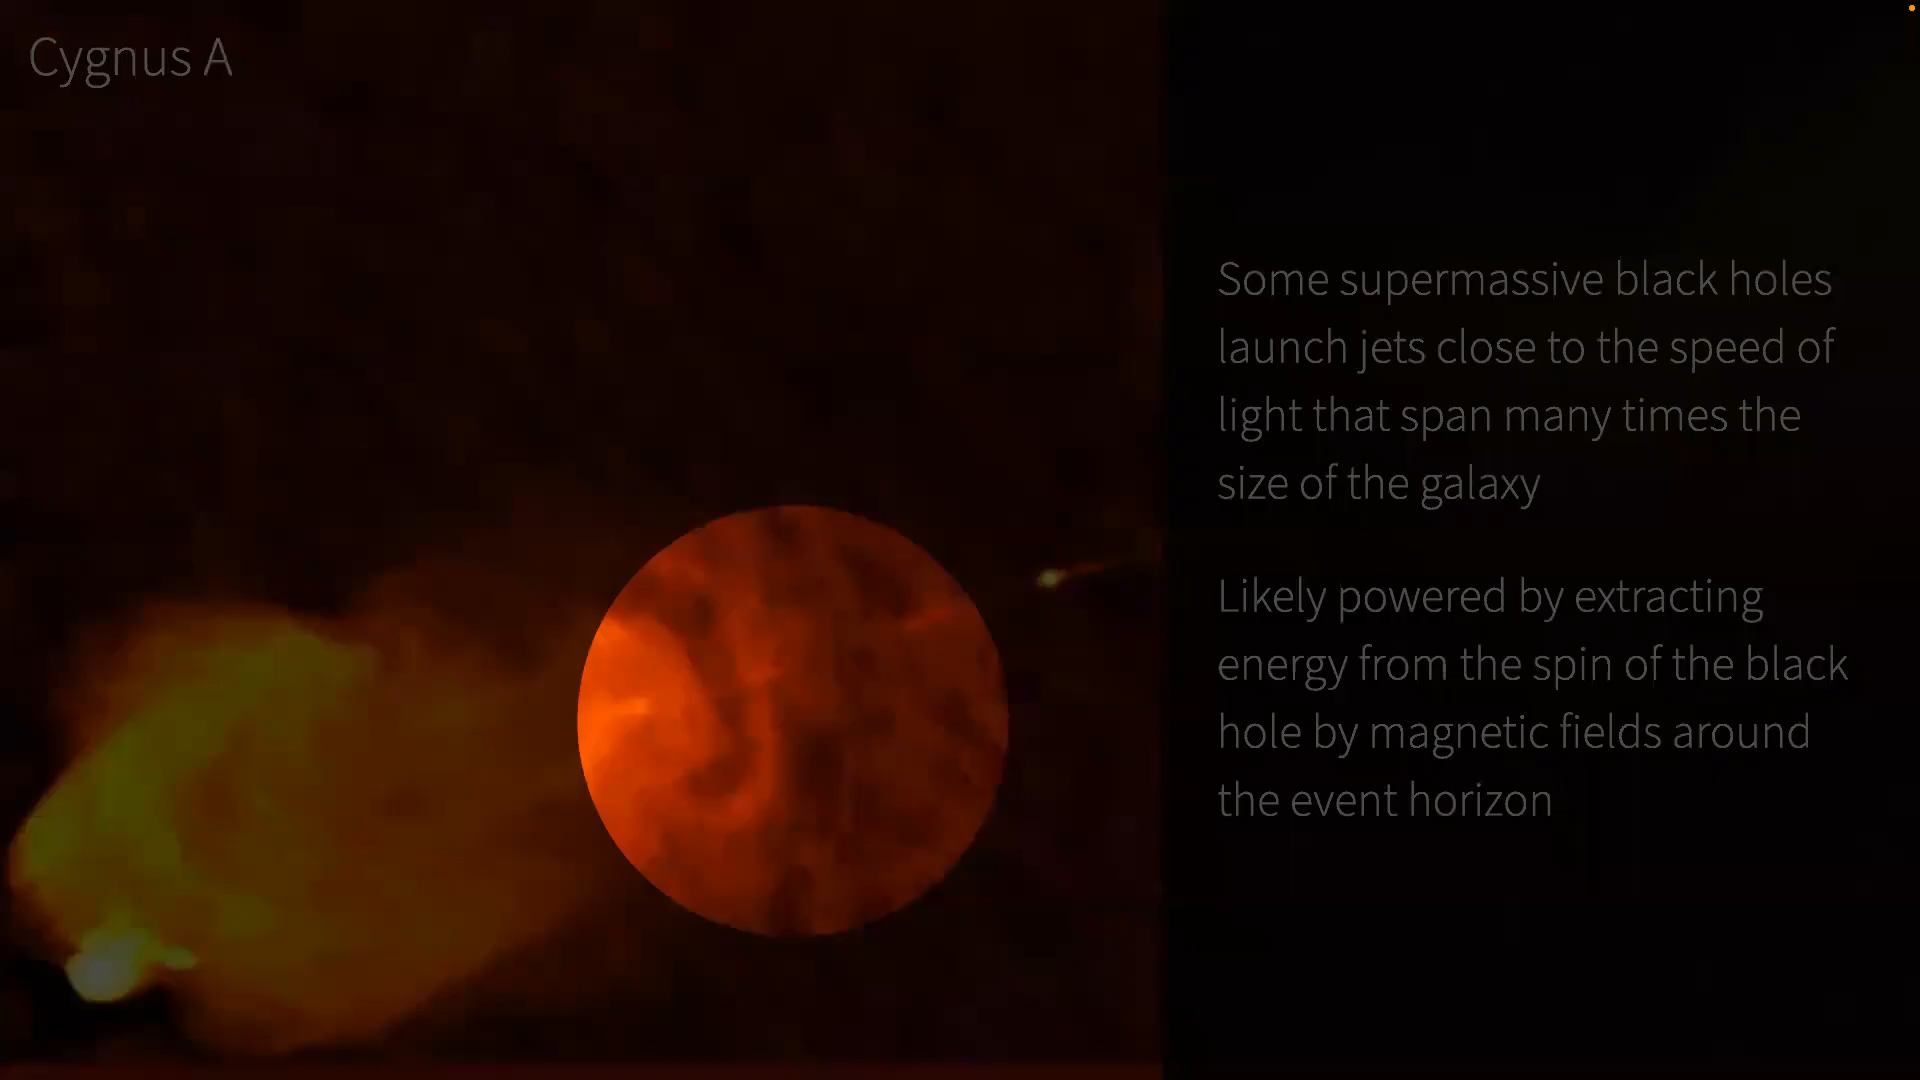 Cygnus A
Some supermassive black holes
launch jets close to the speed of
light that span many times the
size of the galaxy
Likely powered by extracting
energy from the spin of the black
hole by magnetic fields around
the event horizon